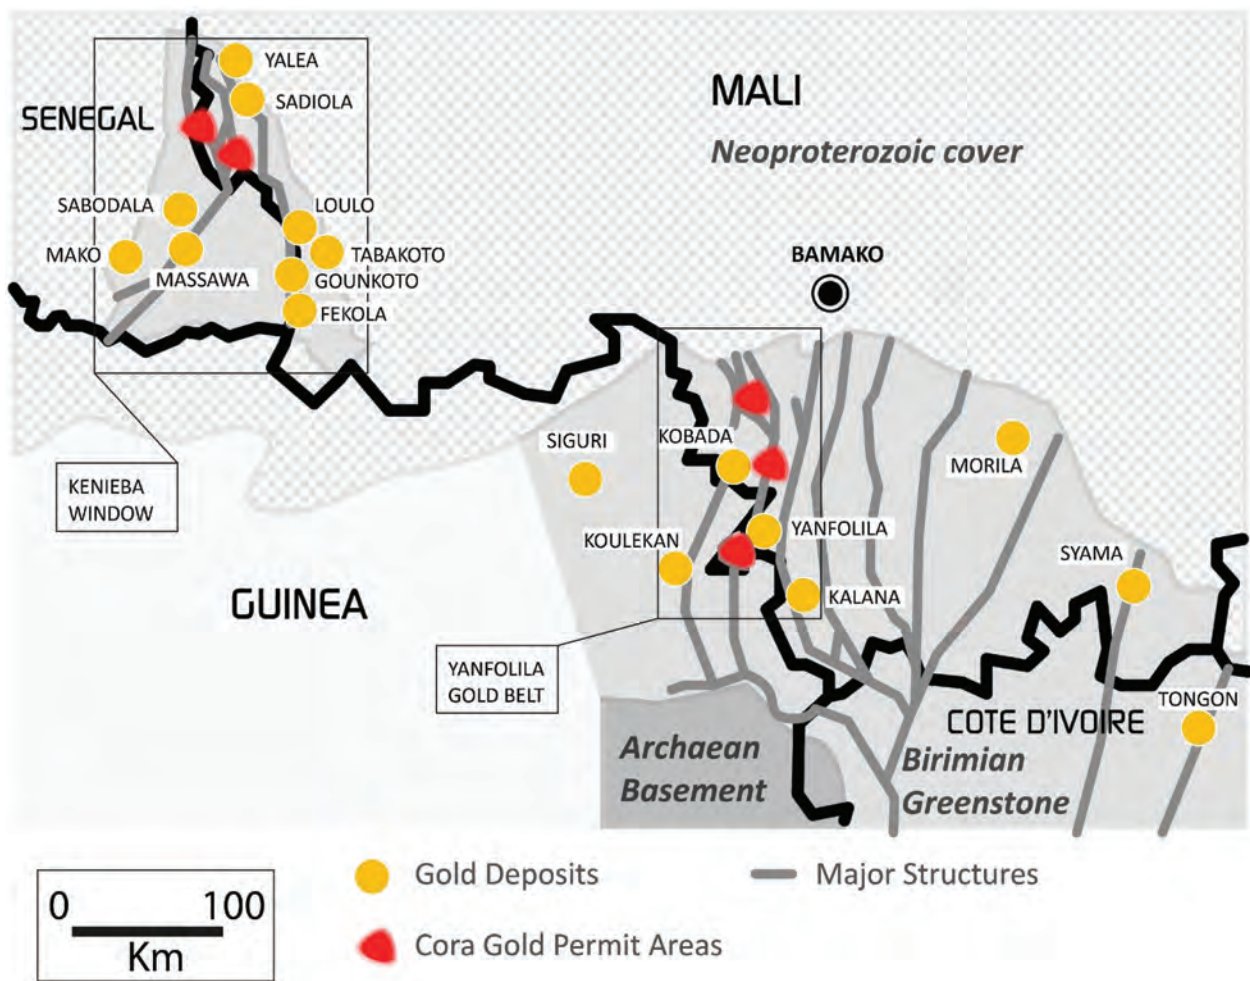 YALEA
MALI
SENEGAL
SADIOLA
Neoproterozoic cover
SABODALA
LOULO
MAKO
TABAKOTO
BAMAKO
MASSAWA
GOUNKOTO
FEKOLA
SIGURI
KOBADA
MORILA
KENIEBA
WINDOW
KOULEKAN
YANFOLILA
SYAMA
GUINEA
KALANA
YANFOLILA
GOLD BELT
TONGON
COTE D'IVOIRE
Archaean
Basement
Birimian
Greenstone
0 100
Km
Gold Deposits
Major Structures
Cora Gold Permit Areas